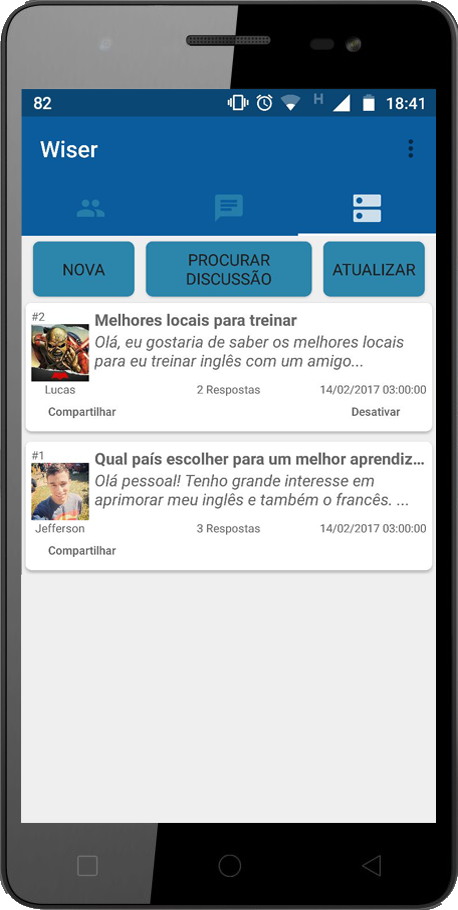 82 H 18:41
Wiser
NOVA
PROCURAR
DISCUSSÃO
ATUALIZAR
#2
Melhores locais para treinar
Olá, eu gostaria de saber os melhores locais
para eu treinar inglês com um amigo...
Lucas 2 Respostas 14/02/2017 03:00:00
Compartilhar Desativar
#1
Qual país escolher para um melhor aprendiz...
Olá pessoal! Tenho grande interesse em
aprimorar meu inglês e também o francês. ...
Jefferson 3 Respostas 14/02/2017 03:00:00
Compartilhar